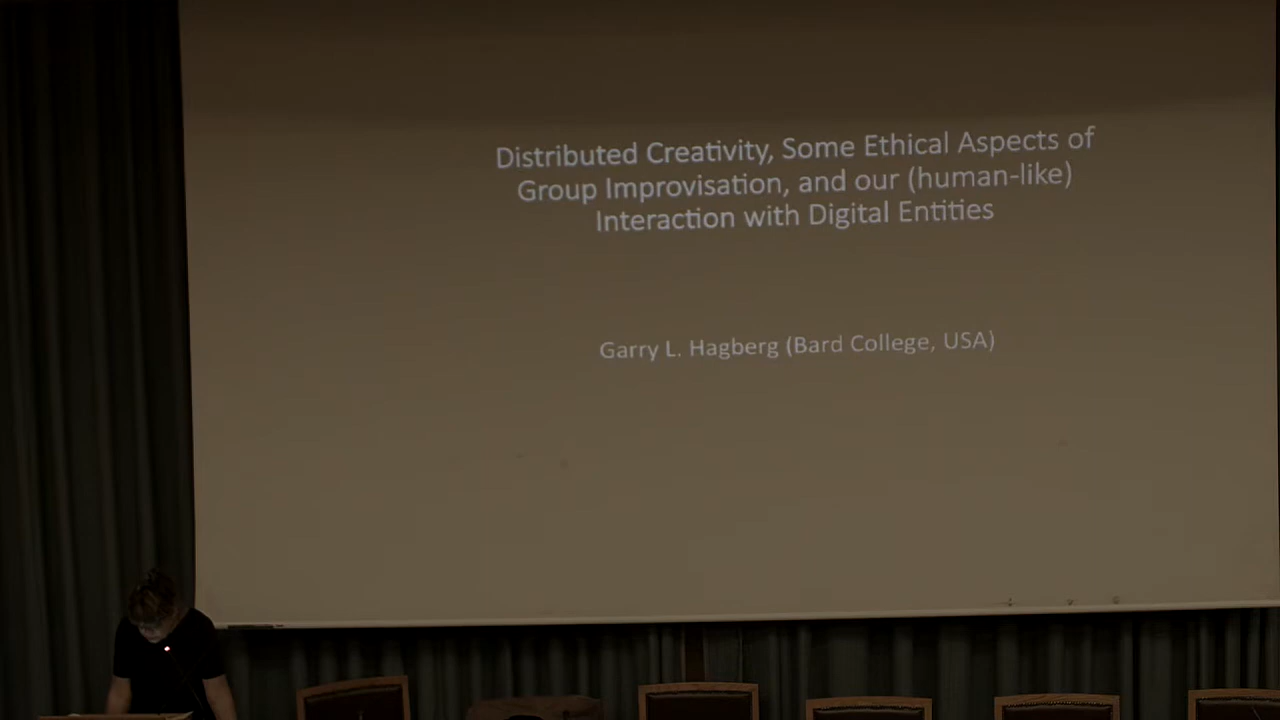 Distributed Creativity, Some Ethical Aspects of
Group Improvisation, and our (human-like)
Interaction with Digital Entities
Garry L. Hagberg (Bard College, USA)